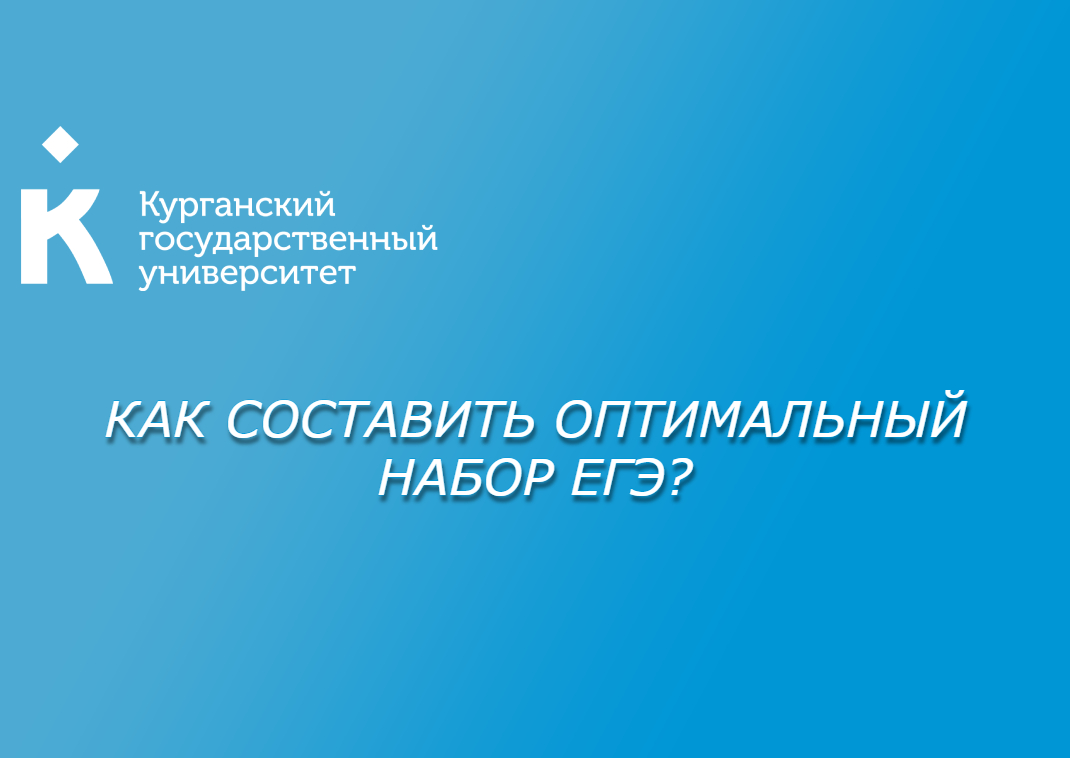 Курганский
государственный
университет
КАК СОСТАВИТЬ ОПТИМАЛЬНЫЙ
НАБОР ЕГЭ?